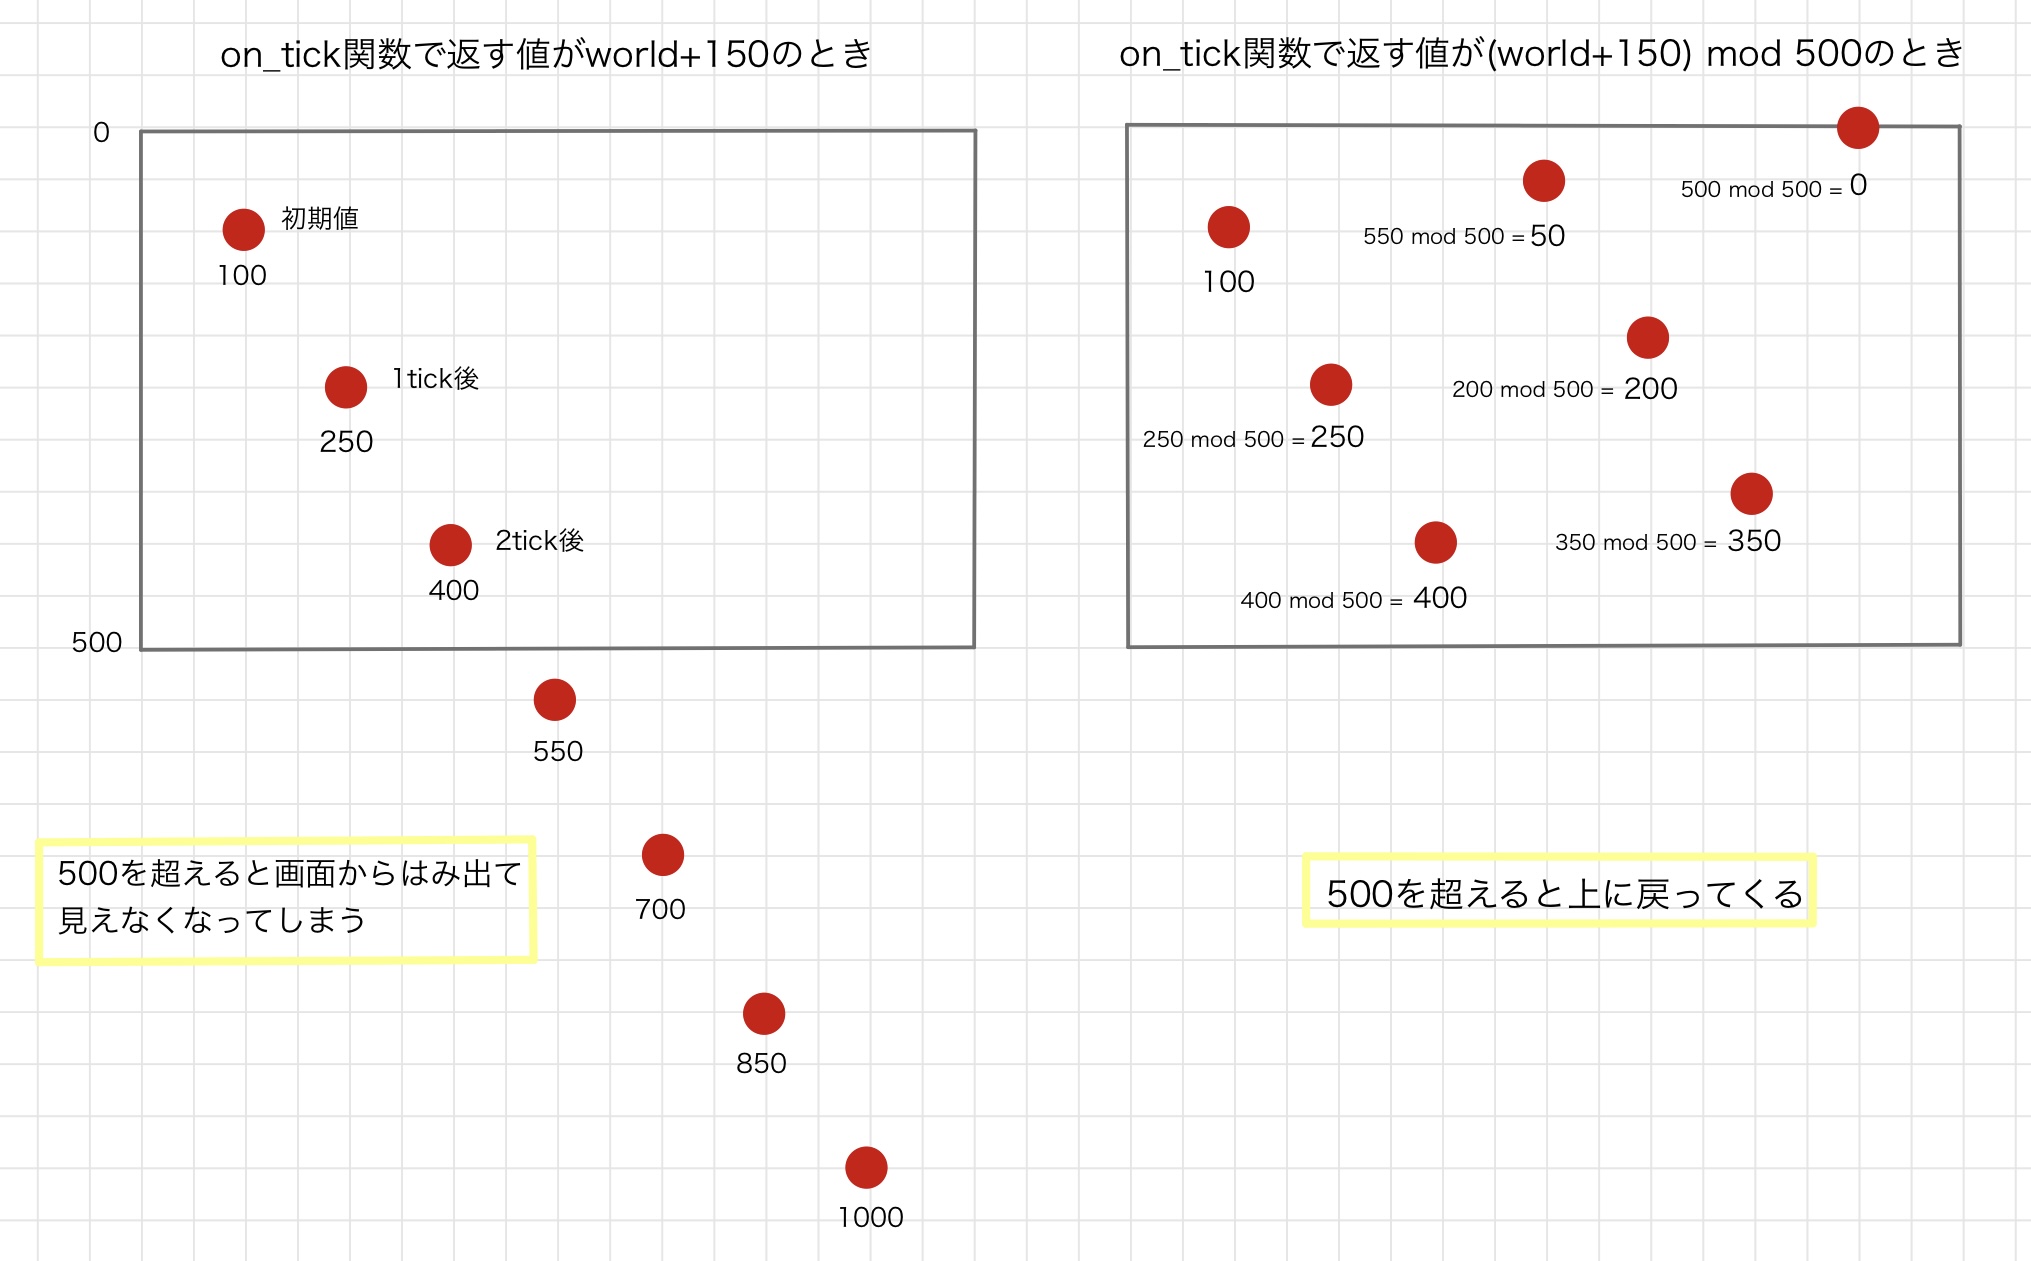 on_tick関数で返す値がworld+150のとき
0
初期値
100
1tick後
250
2tick後
400
500
550
700
850
1000
500を超えると画面からはみ出て
見えなくなってしまう
on_tick関数で返す値が(world+150) mod 500のとき
100
250 mod 500 = 250
400 mod 500 = 400
550 mod 500 = 50
200 mod 500 = 200
350 mod 500 = 350
500 mod 500 = 0
500を超えると上に戻ってくる